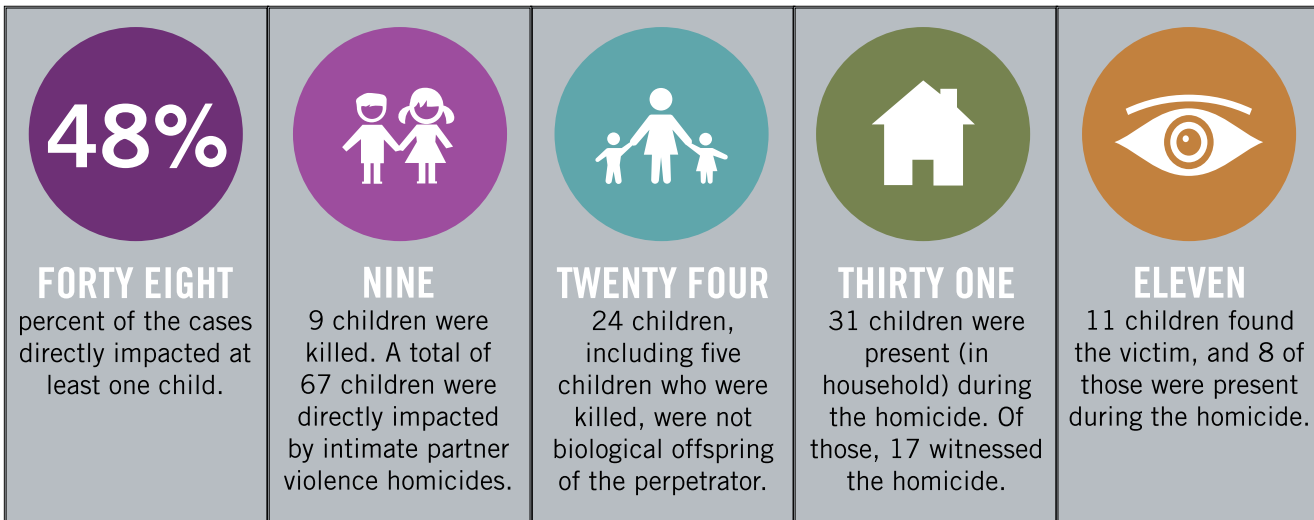 48%
FORTY EIGHT
percent of the cases
directly impacted at
least one child.
NINE
9 children were
killed. A total of
67 children were
directly impacted
by intimate partner
violence homicides.
TWENTY FOUR
24 children,
including five
children who were
killed, were not
biological offspring
of the perpetrator.
THIRTY ONE
31 children were
present (in
household) during
the homicide. Of
those, 17 witnessed
the homicide.
ELEVEN
11 children found
the victim, and 8 of
those were present
during the homicide.